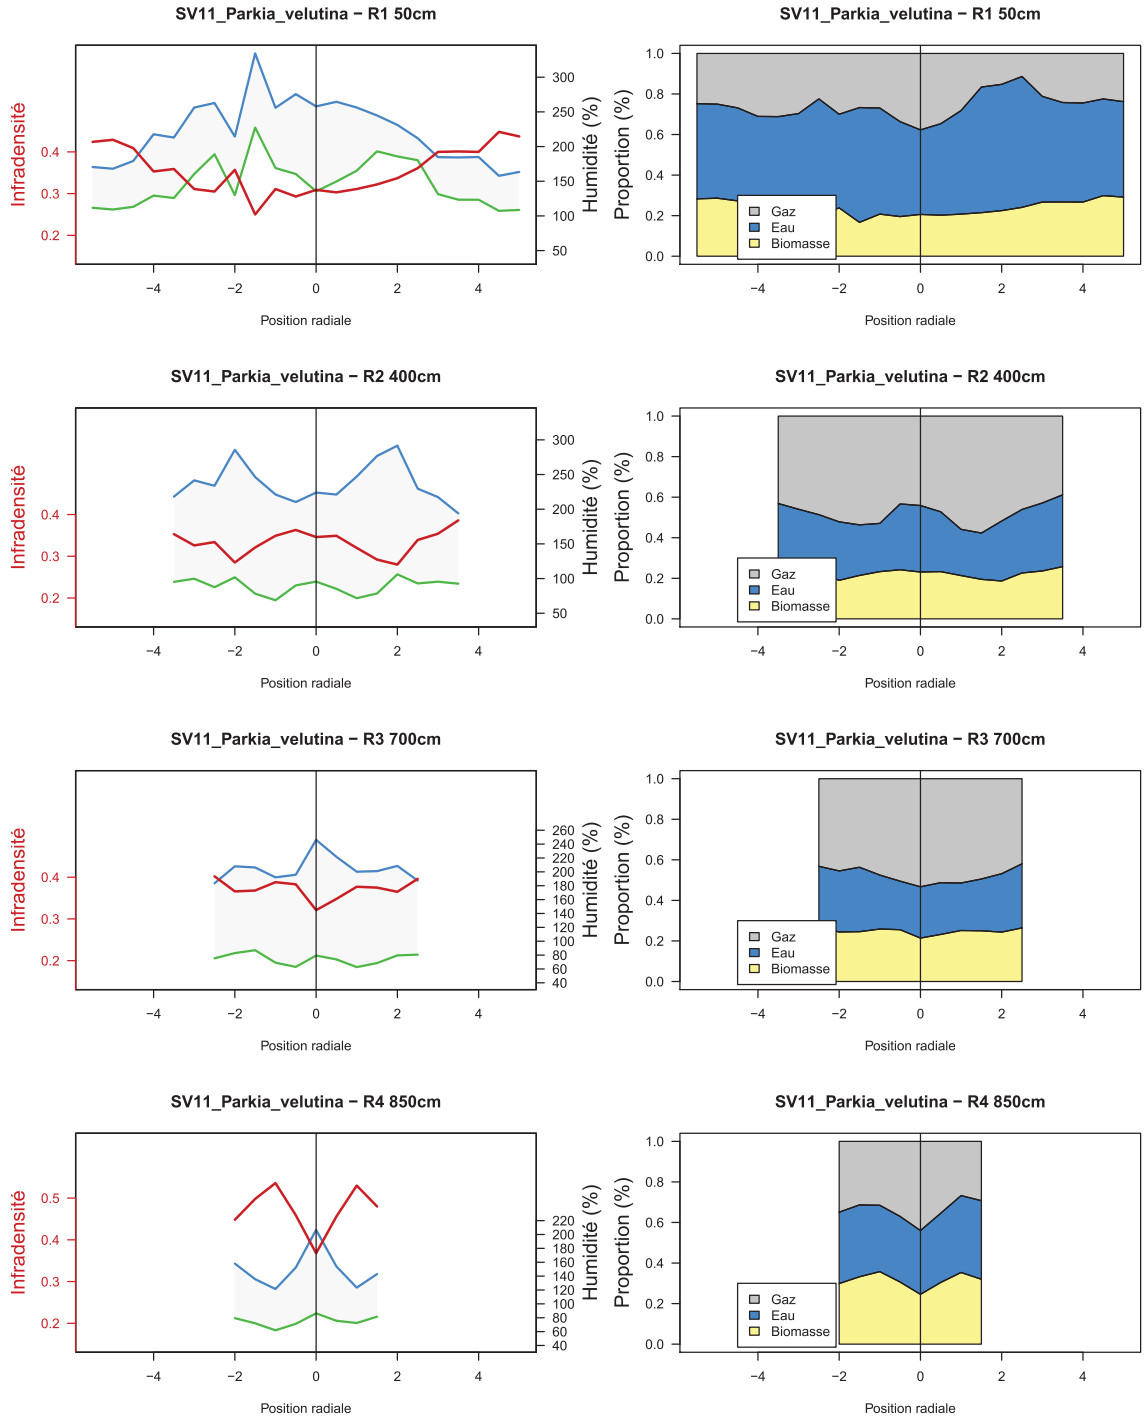 SV11_Parkia_velutina − R1 50cm
Infradensité
0.4
0.3
0.2
300
250
200
150
100
50
Humidité (%)
−4 −2 0 2 4
Position radiale
SV11_Parkia_velutina − R1 50cm
Proportion (%)
1.0
0.8
0.6
0.4
0.2
0.0
Gaz
Eau
Biomasse
−4 −2 0 2 4
Position radiale
SV11_Parkia_velutina − R2 400cm
Infradensité
0.4
0.3
0.2
300
250
200
150
100
50
Humidité (%)
−4 −2 0 2 4
Position radiale
SV11_Parkia_velutina − R2 400cm
Proportion (%)
1.0
0.8
0.6
0.4
0.2
0.0
Gaz
Eau
Biomasse
−4 −2 0 2 4
Position radiale
SV11_Parkia_velutina − R3 700cm
Infradensité
0.4
0.3
0.2
260
240
220
200
180
160
140
120
100
80
60
40
Humidité (%)
−4 −2 0 2 4
Position radiale
SV11_Parkia_velutina − R3 700cm
Proportion (%)
1.0
0.8
0.6
0.4
0.2
0.0
Gaz
Eau
Biomasse
−4 −2 0 2 4
Position radiale
SV11_Parkia_velutina − R4 850cm
Infradensité
0.5
0.4
0.3
0.2
220
200
180
160
140
120
100
80
60
40
Humidité (%)
−4 −2 0 2 4
Position radiale
SV11_Parkia_velutina − R4 850cm
Proportion (%)
1.0
0.8
0.6
0.4
0.2
0.0
Gaz
Eau
Biomasse
−4 −2 0 2 4
Position radiale